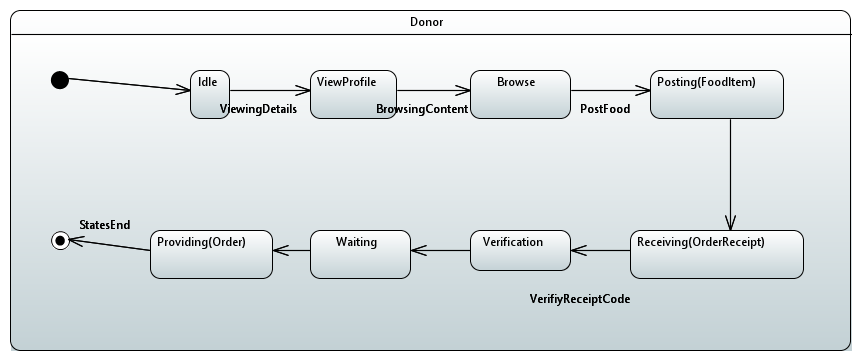 Donor
Idle
ViewProfile
Browse
Posting(FoodItem)
ViewingDetails
BrowsingContent
PostFood
StatesEnd
Providing(Order)
Waiting
Verification
Receiving(OrderReceipt)
VerifiyReceiptCode